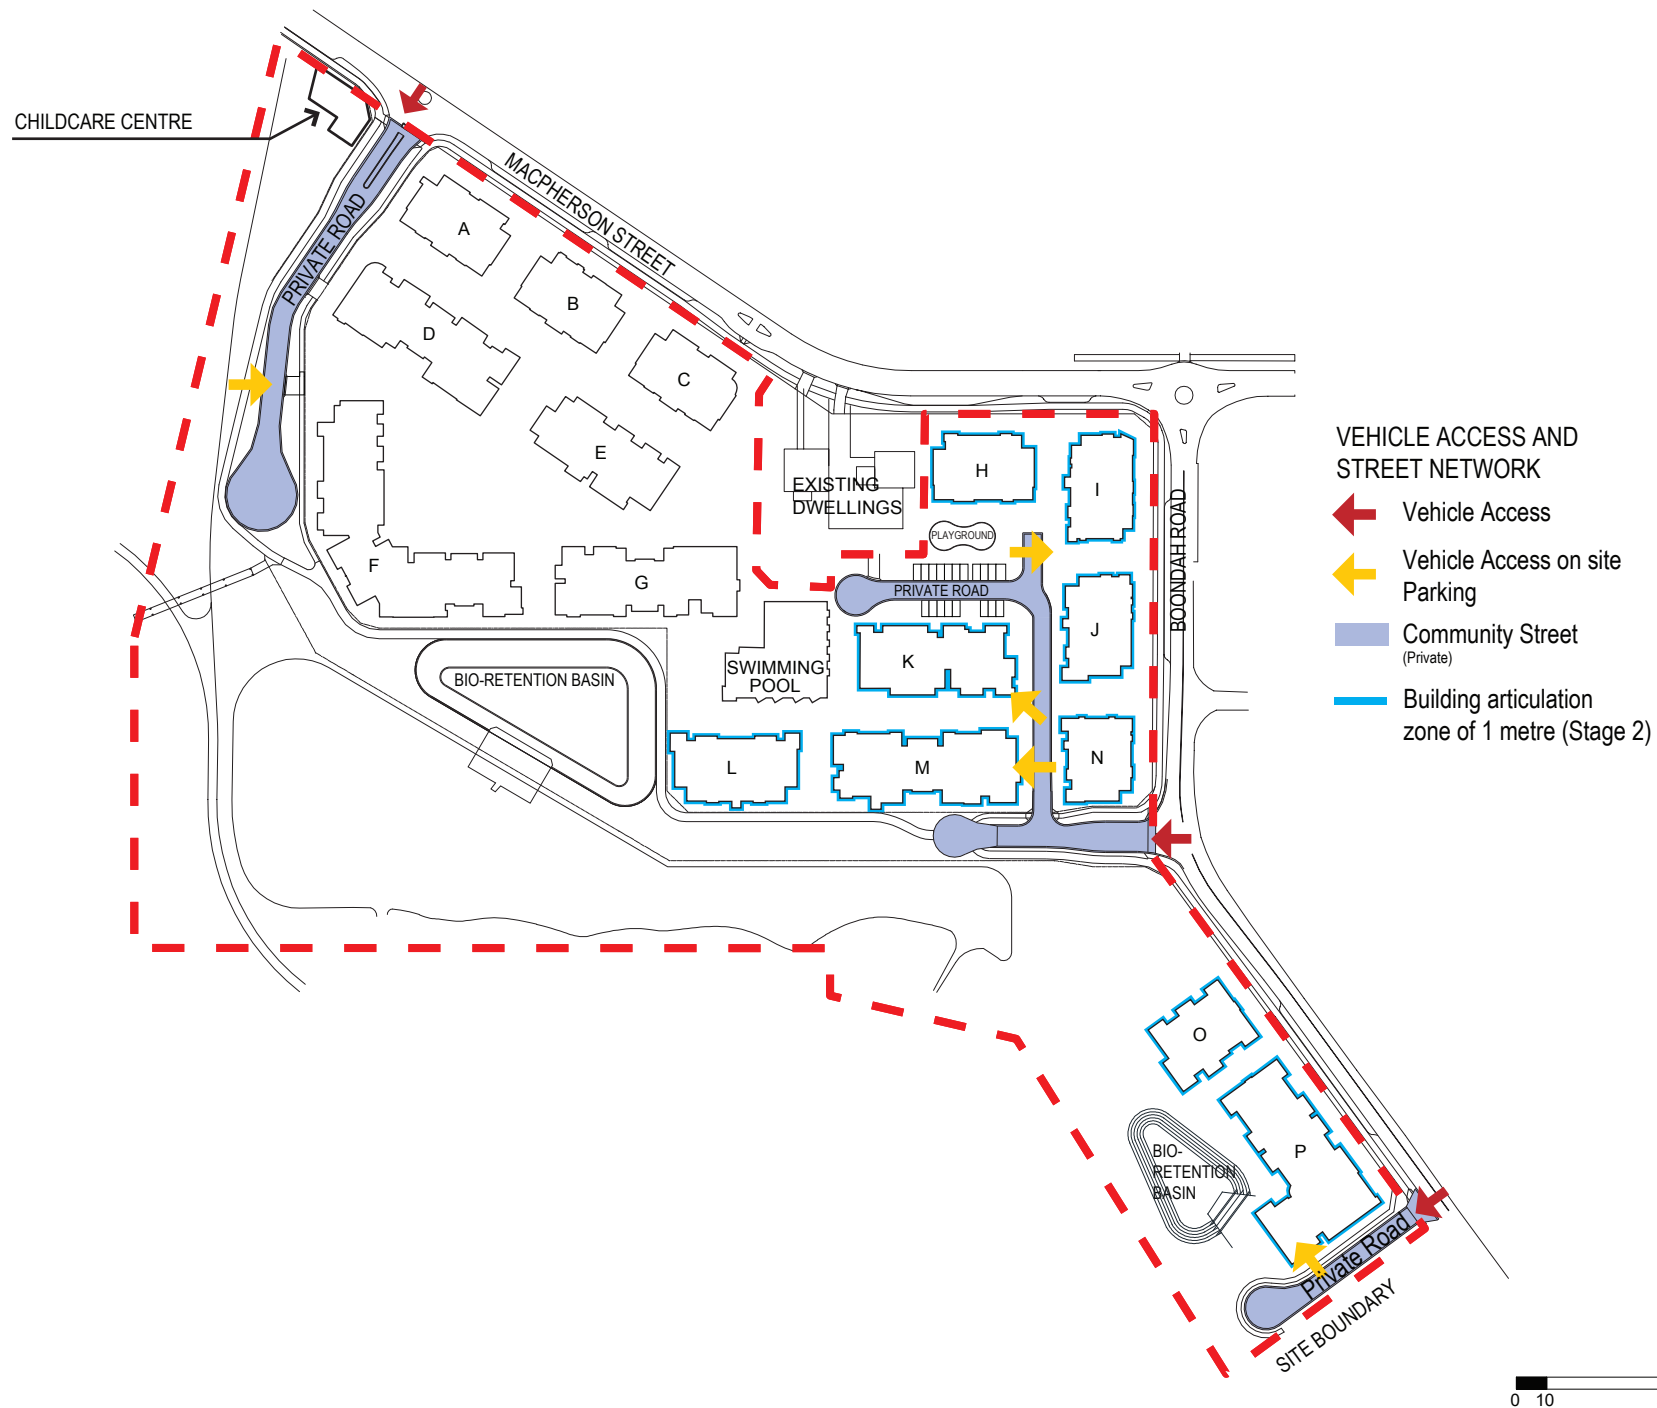 CHILDCARE CENTRE
MACPHERSON STREET
PRIVATE ROAD
A
B
C
D
E
F
G
EXISTING
DWELLINGS
H
I
PLAYGROUND
PRIVATE ROAD
BOONDAH ROAD
J
K
SWIMMING
POOL
BIO-RETENTION BASIN
L
M
N
O
P
BIO-
RETENTION
BASIN
Private Road
SITE BOUNDARY
VEHICLE ACCESS AND
STREET NETWORK
Vehicle Access
Vehicle Access on site
Parking
Community Street
(Private)
Building articulation
zone of 1 metre (Stage 2)
0 10